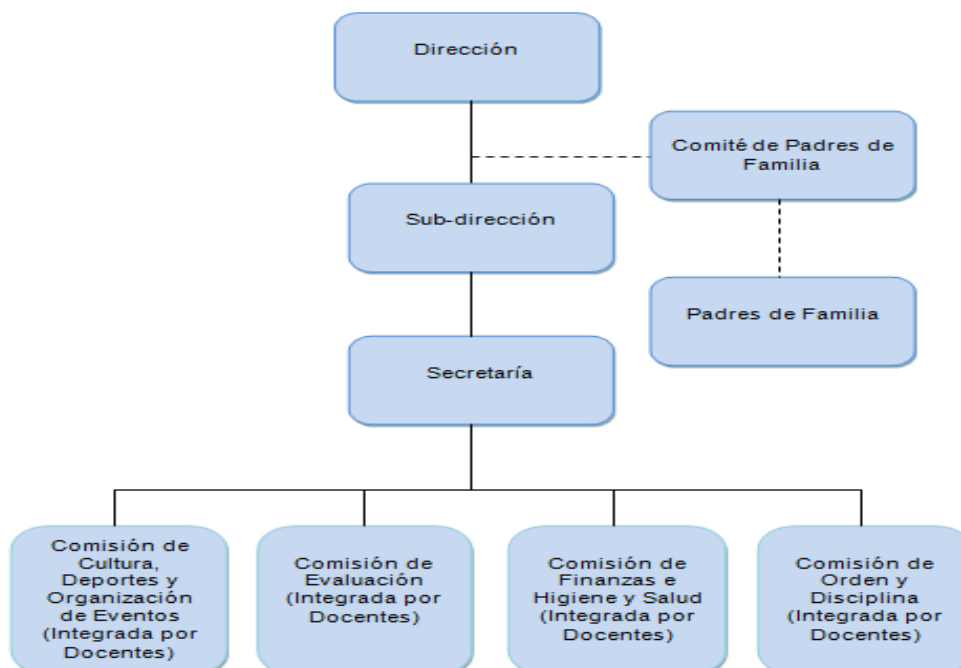 Dirección
Comité de Padres de
Familia
Sub-dirección
Padres de Familia
Secretaría
Comisión de
Cultura,
Deportes y
Organización
de Eventos
(Integrada por
Docentes)
Comisión de
Evaluación
(Integrada por
Docentes)
Comisión de
Finanzas e
Higiene y Salud
(Integrada por
Docentes)
Comisión de
Orden y
Disciplina
(Integrada por
Docentes)